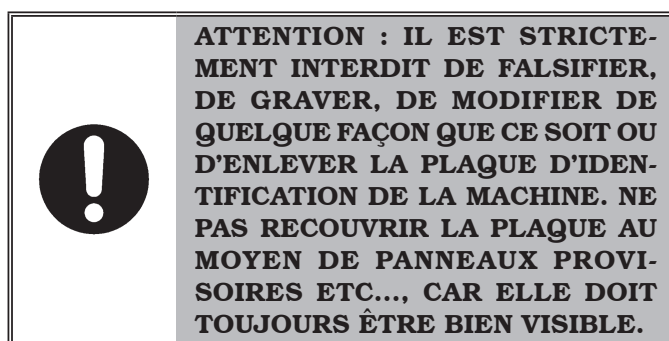 ATTENTION : IL EST STRICTE-
MENT INTERDIT DE FALSIFIER,
DE GRAVER, DE MODIFIER DE
QUELQUE FAÇON QUE CE SOIT OU
D'ENLEVER LA PLAQUE D'IDEN-
TIFICATION DE LA MACHINE. NE
PAS RECOUVRIR LA PLAQUE AU
MOYEN DE PANNEAUX PROVI-
SOIRES ETC..., CAR ELLE DOIT
TOUJOURS ÊTRE BIEN VISIBLE.